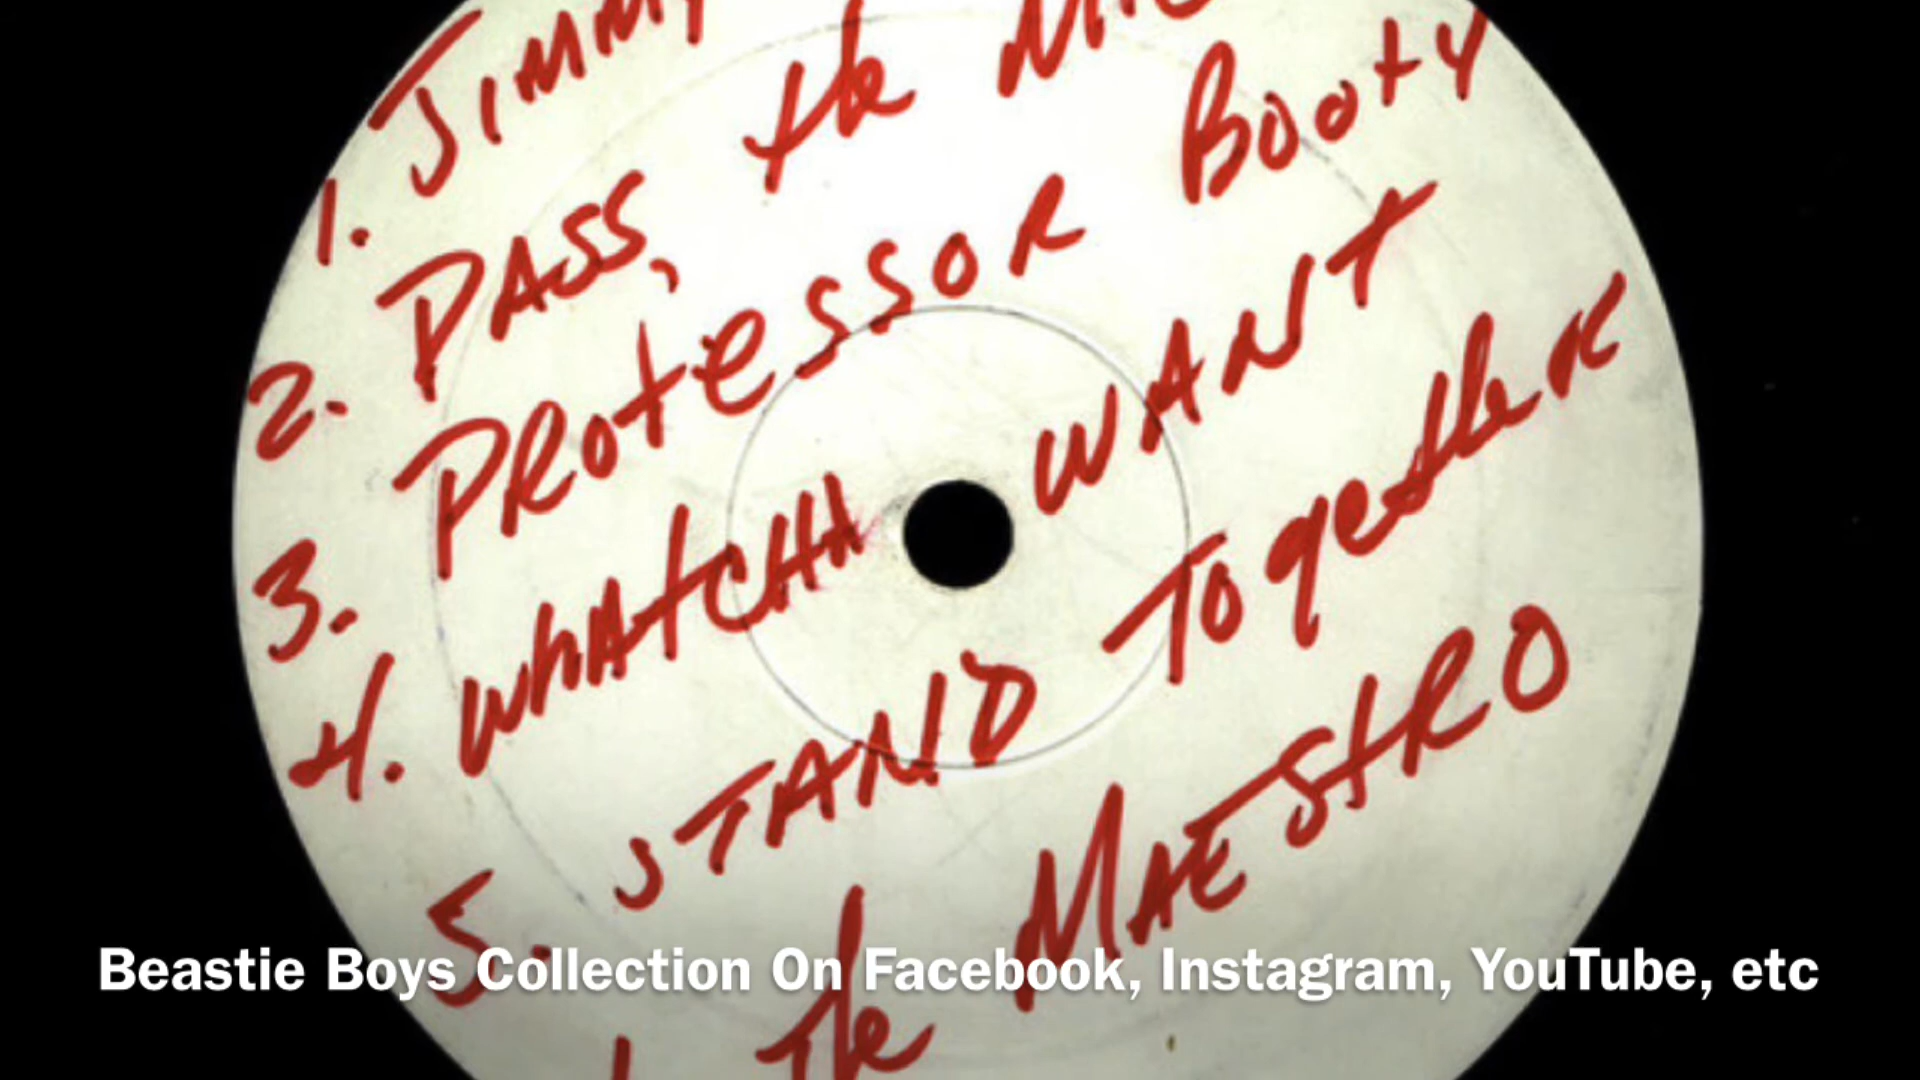 1. JIMMY
2. PASS, the MIC
3. PROfESSOR BOOTY
4. WHATCHA WANT
5. STAND TOgetheR
the MAESTRO
Beastie Boys Collection On Facebook, Instagram, YouTube, etc